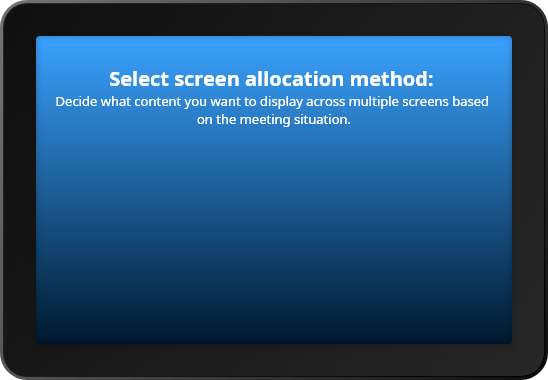 Select screen allocation method:
Decide what content you want to display across multiple screens based
on the meeting situation.